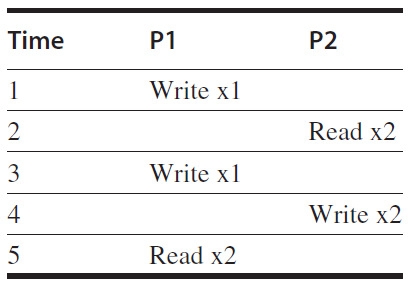 Time P1 P2
1 Write x1
2 Read x2
3 Write x1
4 Write x2
5 Read x2